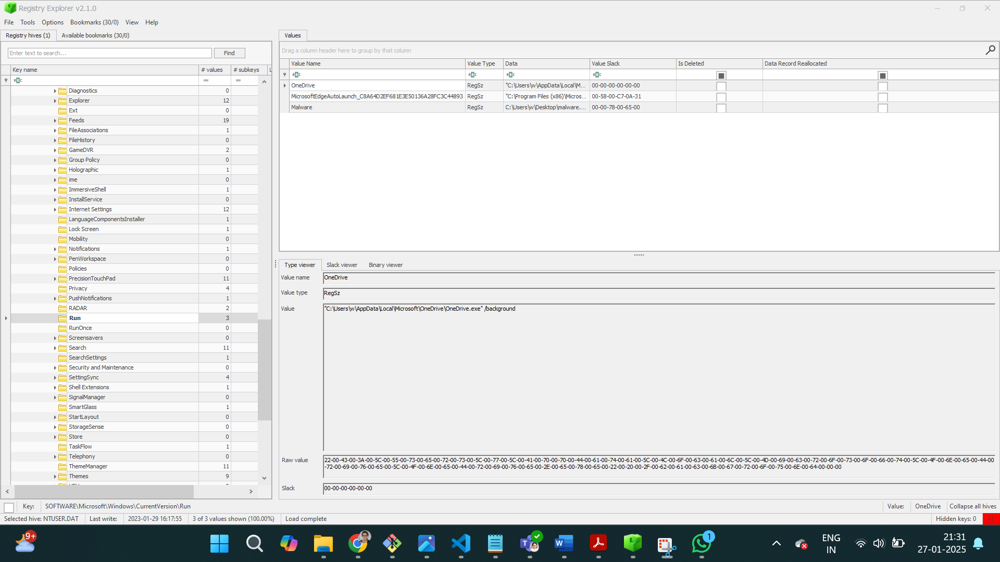 Registry Explorer v2.1.0
File Tools Options Bookmarks (30/0) View Help
Registry hives (1) Available bookmarks (30/0)
Enter text to search... Find
Key name # values # subkeys L
ABC = =
Diagnostics 0
Explorer 12
Ext 0
Feeds 19
FileAssociations 1
FileHistory 0
GameDVR 2
Group Policy 0
Holographic 1
ime 0
ImmersiveShell 1
InstallService 0
Internet Settings 12
LanguageComponentsInstaller 1
Lock Screen 1
Mobility 0
Notifications 1
PenWorkspace 0
Policies 0
PrecisionTouchPad 11
Privacy 4
PushNotifications 1
RADAR 2
Run 3
RunOnce 0
Screensavers 0
Search 11
SearchSettings 1
Security and Maintenance 0
SettingSync 4
Shell Extensions 1
SignalManager 0
SmartGlass 1
StartLayout 0
StorageSense 0
Store 0
TaskFlow 1
Telephony 0
ThemeManager 11
Themes 9
Values
Drag a column header here to group by that column
Value Name Value Type Data Value Slack Is Deleted Data Record Reallocated
ABC ABC ABC ABC
OneDrive RegSz "C:\Users\w\AppData\Local\M... 00-00-00-00-00-00
MicrosoftEdgeAutoLaunch_C8A64D2EF681E3E50136A28FC3C44893 RegSz "C:\Program Files (x86)\Micros... 00-58-00-C7-0A-31
Malware RegSz C:\Users\w\Desktop\malware.... 00-00-78-00-65-00
Type viewer Slack viewer Binary viewer
Value name OneDrive
Value type RegSz
Value "C:\Users\w\AppData\Local\Microsoft\OneDrive\OneDrive.exe" /background
Raw value 22-00-43-00-3A-00-5C-00-55-00-73-00-65-00-72-00-73-00-5C-00-77-00-5C-00-41-00-70-00-70-00-44-00-61-00-74-00-61-00-5C-00-4C-00-6F-00-63-00-61-00-6C-00-5C-00-4D-00-69-00-63-00-72-00-6F-00-73-00-6F-00-66-00-74-00-5C-00-4F-00-6E-00-65-00-44-00
-72-00-69-00-76-00-65-00-5C-00-4F-00-6E-00-65-00-44-00-72-00-69-00-76-00-65-00-2E-00-65-00-78-00-65-00-22-00-20-00-2F-00-62-00-61-00-63-00-6B-00-67-00-72-00-6F-00-75-00-6E-00-64-00-00-00
Slack 00-00-00-00-00-00
Key: SOFTWARE\Microsoft\Windows\CurrentVersion\Run Value: OneDrive Collapse all hives
Selected hive: NTUSER.DAT Last write: 2023-01-29 16:17:55 3 of 3 values shown (100.00%) Load complete Hidden keys: 0
9+
1
ENG
IN
21:31
27-01-2025